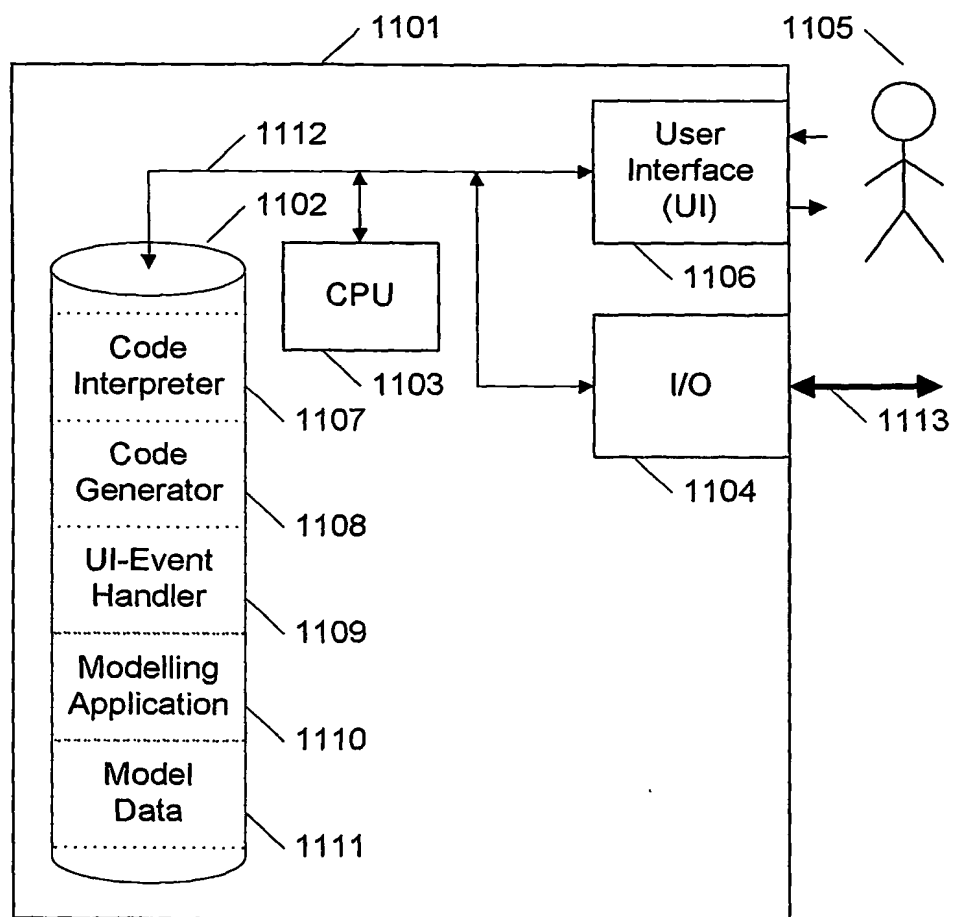 1101
1105
1112
User
Interface
(UI)
1102
1106
CPU
1103
Code
Interpreter
1107
I/O
1113
1104
Code
Generator
1108
UI-Event
Handler
1109
Modelling
Application
1110
Model
Data
1111